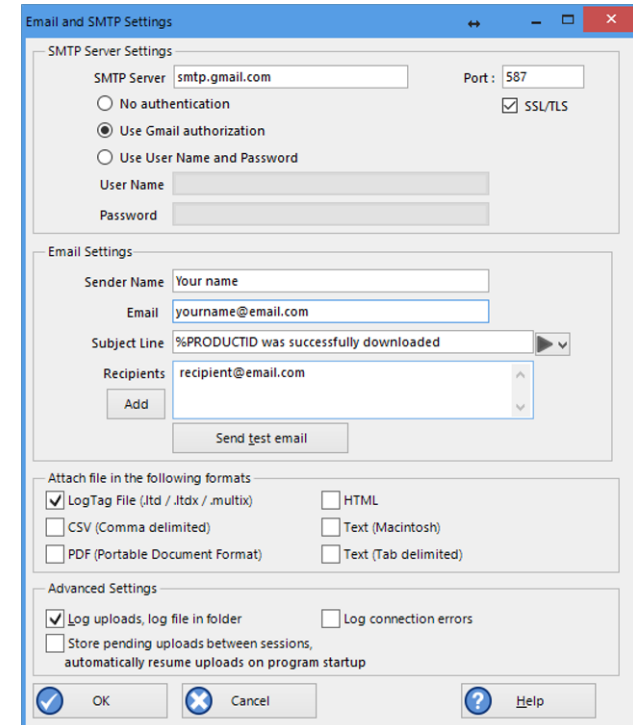 Email and SMTP Settings
SMTP Server Settings
SMTP Server smtp.gmail.com Port : 587
No authentication SSL/TLS
Use Gmail authorization
Use User Name and Password
User Name
Password
Email Settings
Sender Name Your name
Email yourname@email.com
Subject Line %PRODUCTID was successfully downloaded
Recipients recipient@email.com
Add
Send test email
Attach file in the following formats
LogTag File (.ltd / .ltdx / .multix) HTML
CSV (Comma delimited) Text (Macintosh)
PDF (Portable Document Format) Text (Tab delimited)
Advanced Settings
Log uploads, log file in folder Log connection errors
Store pending uploads between sessions,
automatically resume uploads on program startup
OK Cancel Help